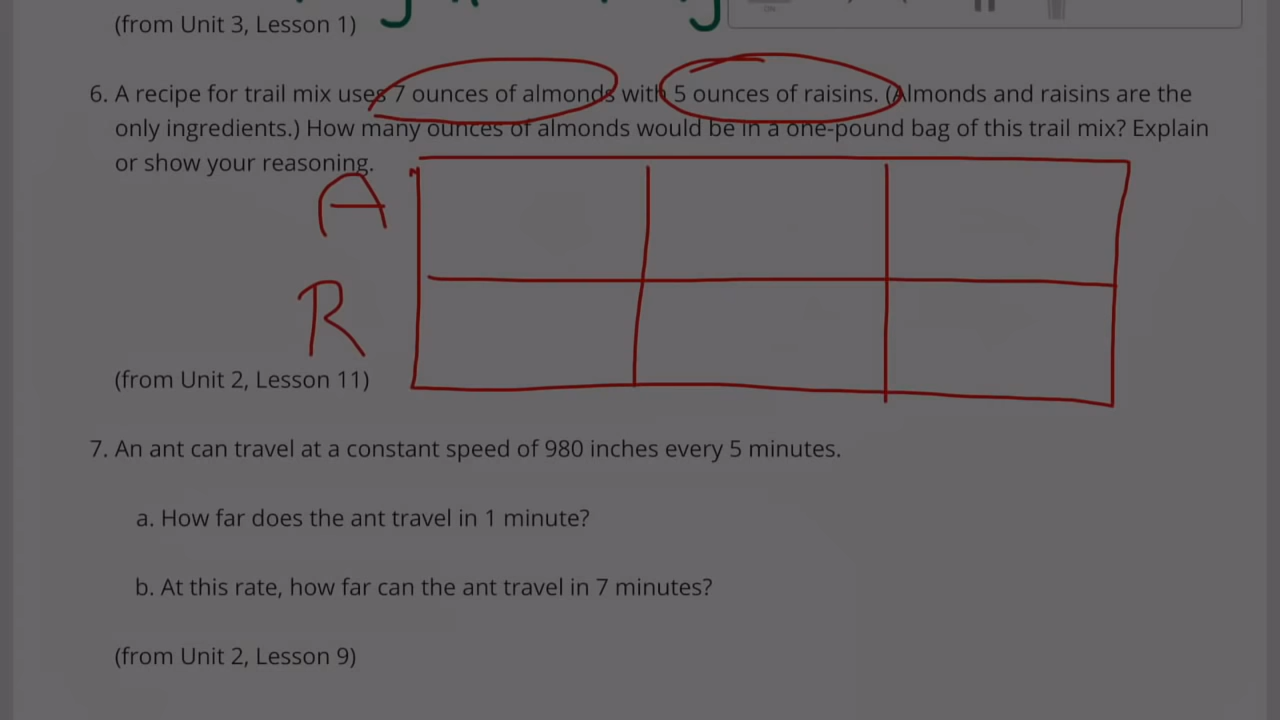 (from Unit 3, Lesson 1)
6. A recipe for trail mix uses 7 ounces of almonds with 5 ounces of raisins. (Almonds and raisins are the
only ingredients.) How many ounces of almonds would be in a one-pound bag of this trail mix? Explain
or show your reasoning.
A
R
(from Unit 2, Lesson 11)
7. An ant can travel at a constant speed of 980 inches every 5 minutes.
a. How far does the ant travel in 1 minute?
b. At this rate, how far can the ant travel in 7 minutes?
(from Unit 2, Lesson 9)